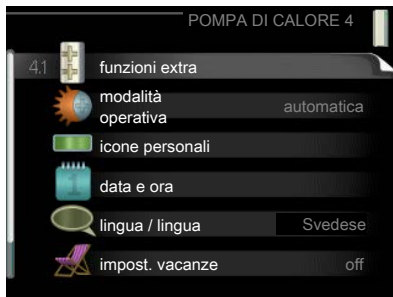 POMPA DI CALORE 4
4.1 funzioni extra
modalità
operativa automatica
icone personali
data e ora
lingua / lingua Svedese
impost. vacanze off